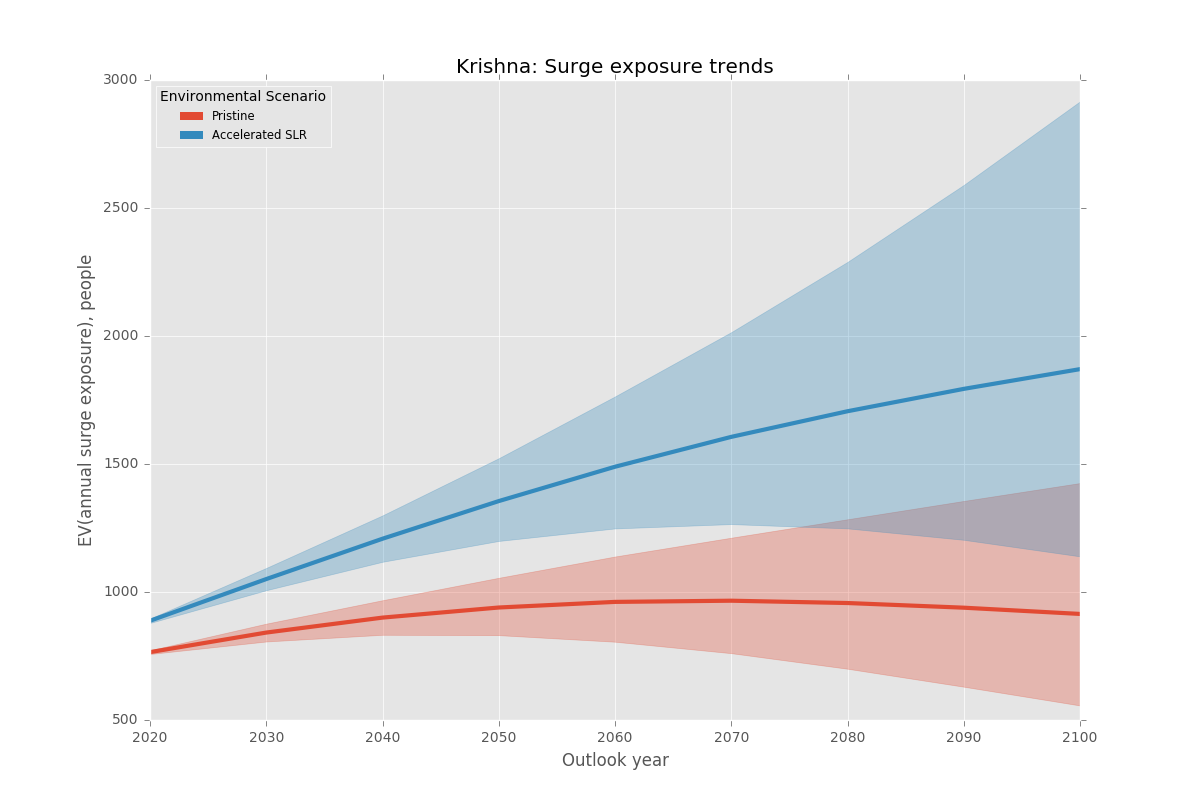 Krishna: Surge exposure trends
Environmental Scenario
Pristine
Accelerated SLR
EV(annual surge exposure), people
3000
2500
2000
1500
1000
500
2020 2030 2040 2050 2060 2070 2080 2090 2100
Outlook year